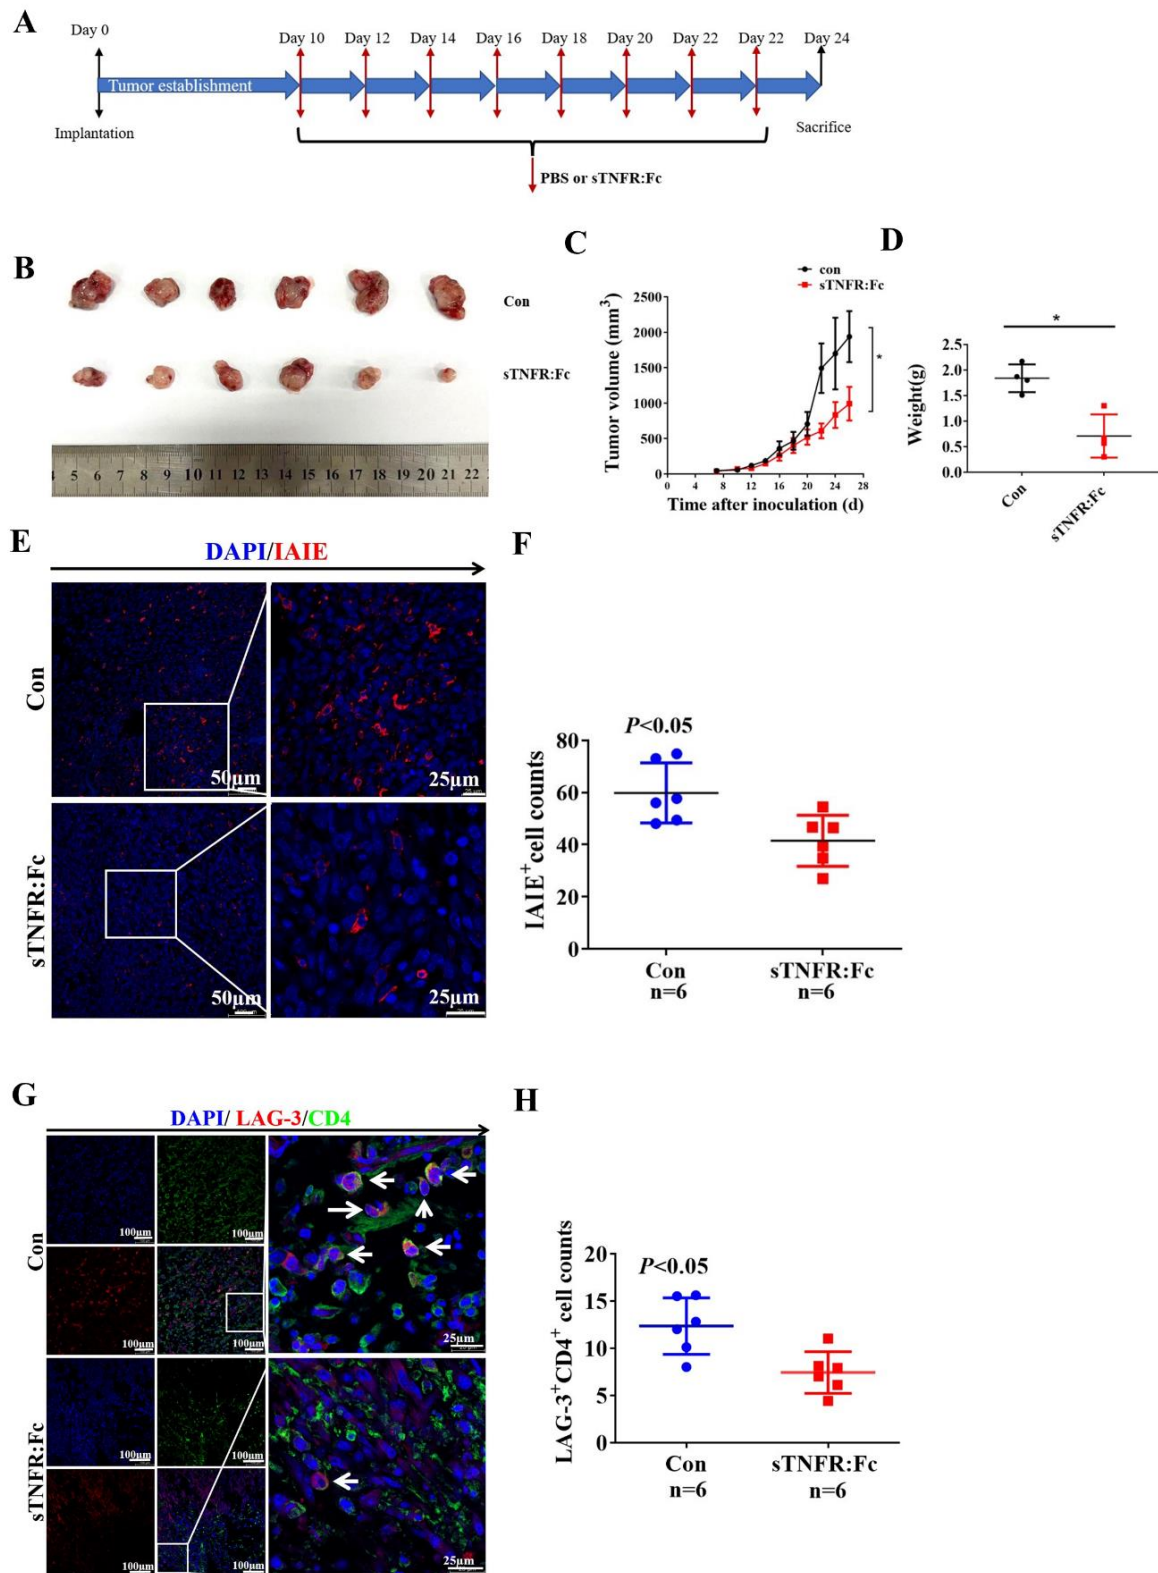 A
Day 0
Day 10
Day 12
Day 14
Day 16
Day 18
Day 20
Day 22
Day 22
Day 24
Tumor establishment
Implantation
Sacrifice
PBS or sTNFR:Fc
B
Con
sTNFR:Fc
4 5 6 7 8 9 10 11 12 13 14 15 16 17 18 19 20 21 22 23
C
con
sTNFR:Fc
Tumor volume (mm³)
2500
2000
1500
1000
500
0
*
0 4 8 12 16 20 24 28
Time after inoculation (d)
D
*
Weight(g)
2.5
2.0
1.5
1.0
0.5
0.0
Con
sTNFR:Fc
E
DAPI/IAIE
Con
50μm
25μm
sTNFR:Fc
50μm
25μm
F
P<0.05
IAIE⁺cell counts
80
60
40
20
0
Con
sTNFR:Fc
n=6
n=6
G
DAPI/ LAG-3/CD4
Con
100μm
100μm
100μm
100μm
25μm
sTNFR:Fc
100μm
100μm
100μm
100μm
25μm
H
P<0.05
LAG-3⁺CD4⁺ cell counts
20
15
10
5
0
Con
sTNFR:Fc
n=6
n=6